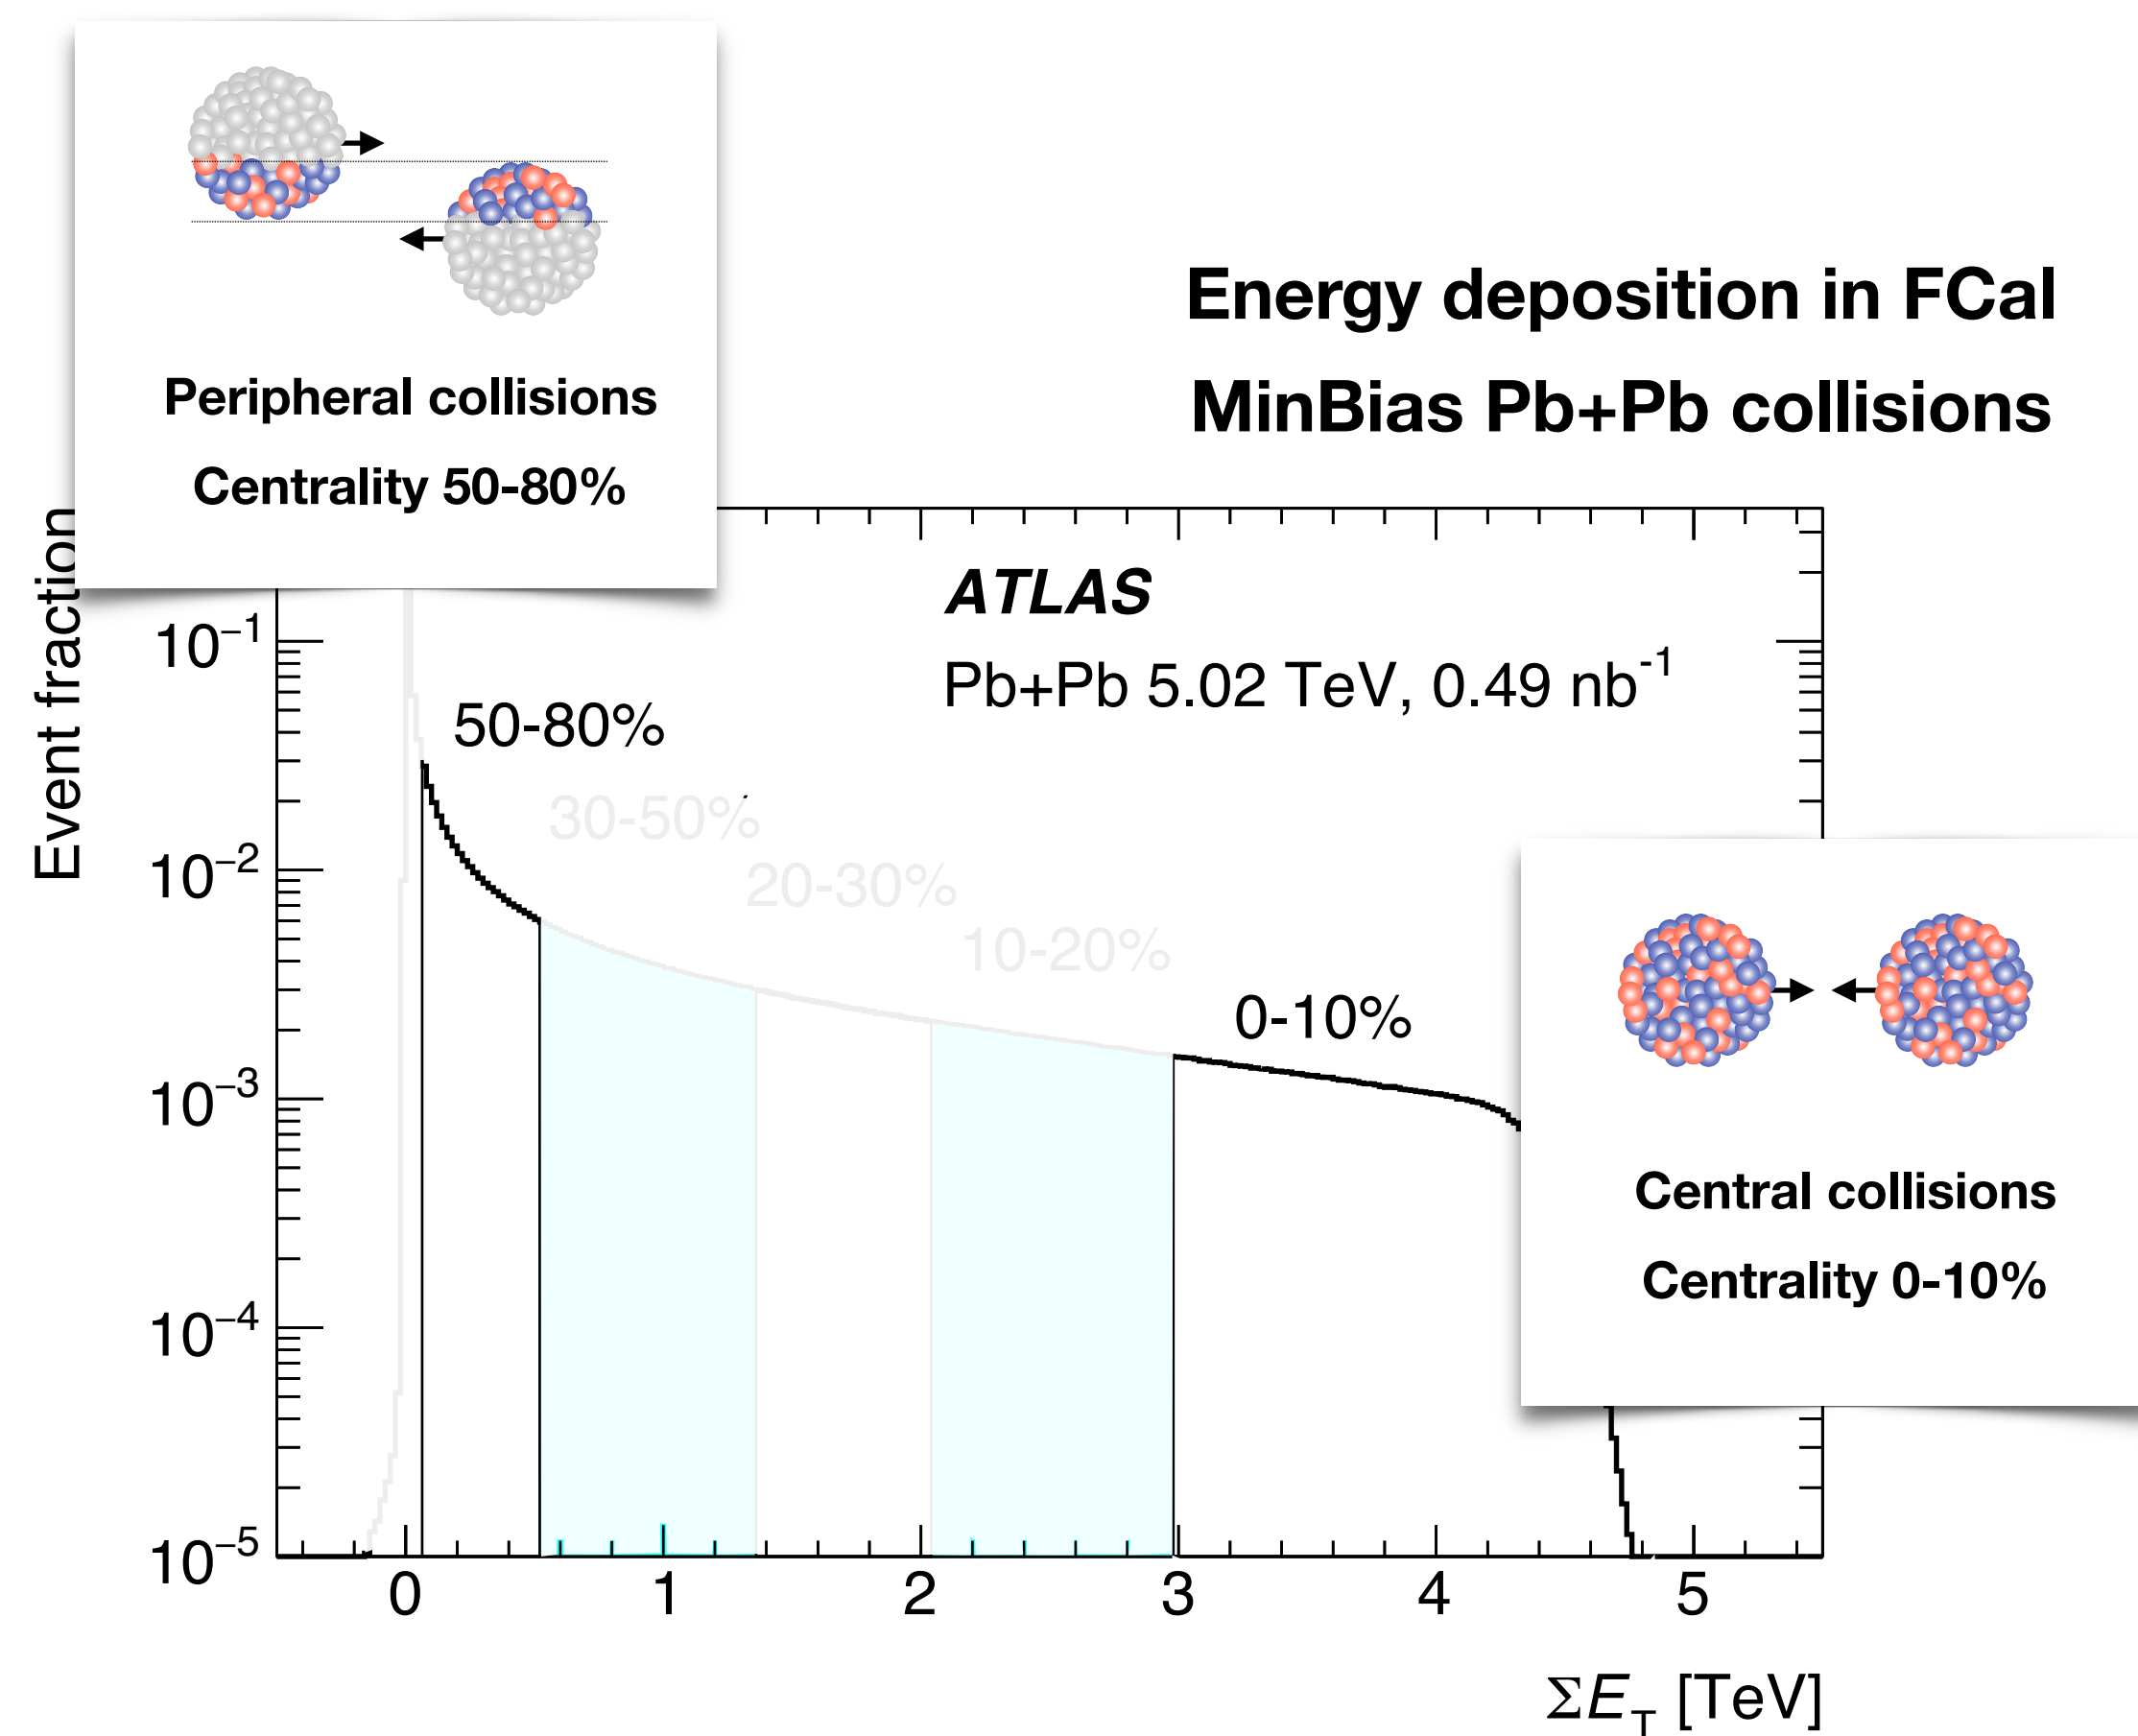 Peripheral collisions
Centrality 50-80%
Energy deposition in FCal
MinBias Pb+Pb collisions
Event fraction
ATLAS
Pb+Pb 5.02 TeV, 0.49 nb⁻¹
10⁻¹
50-80%
30-50%
20-30%
10⁻²
10-20%
0-10%
10⁻³
Central collisions
Centrality 0-10%
10⁻⁴
10⁻⁵
0 1 2 3 4 5
ΣE_T [TeV]